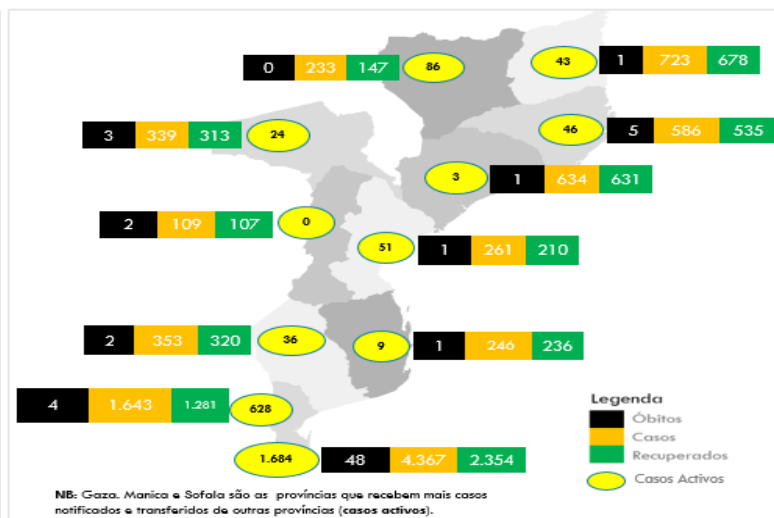 0 233 147 86 43 1 723 678
3 339 313 24 46 5 586 535
3 1 634 631
2 109 107 0
51 1 261 210
2 353 320 36 9 1 246 236
4 1.643 1.281 628
1.684 48 4.367 2.354
Legenda
Óbitos
Casos
Recuperados
Casos Activos
NB: Gaza. Manica e Sofala são as províncias que recebem mais casos
notificados e transferidos de outras províncias (casos activos).